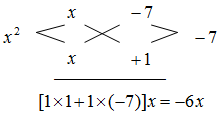 x −7
x² −7
x +1
[1×1+1×(−7)]x=−6x